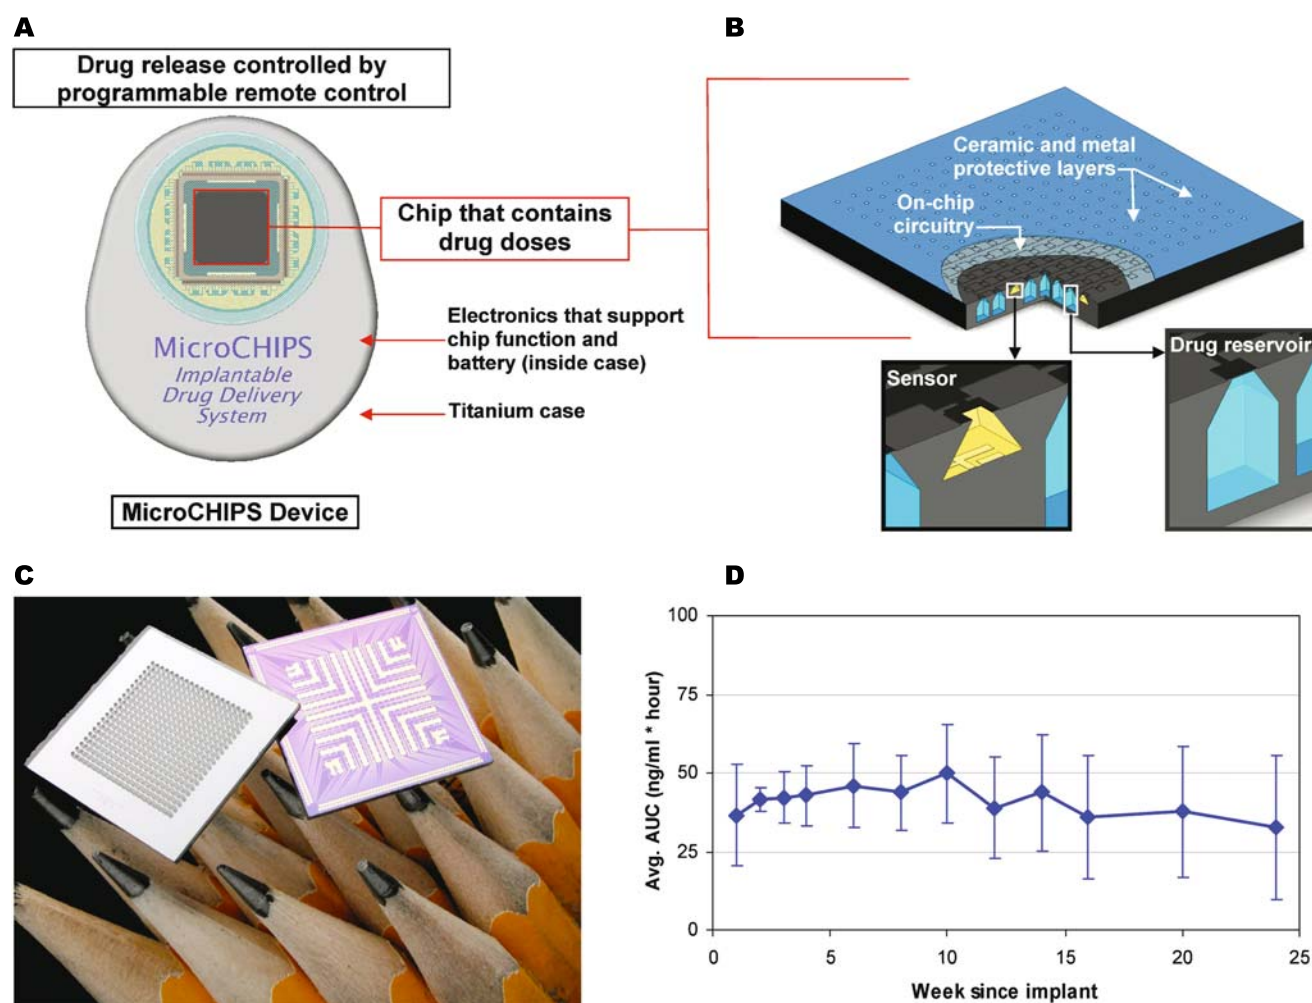 A
Drug release controlled by
programmable remote control
Chip that contains
drug doses
Electronics that support
chip function and
battery (inside case)
MicroCHIPS
Implantable
Drug Delivery
System
Titanium case
MicroCHIPS Device
B
Ceramic and metal
protective layers
On-chip
circuitry
Sensor
Drug reservoir
C
D
100
75
50
25
0
Avg. AUC (ng/ml * hour)
0 5 10 15 20 25
Week since implant